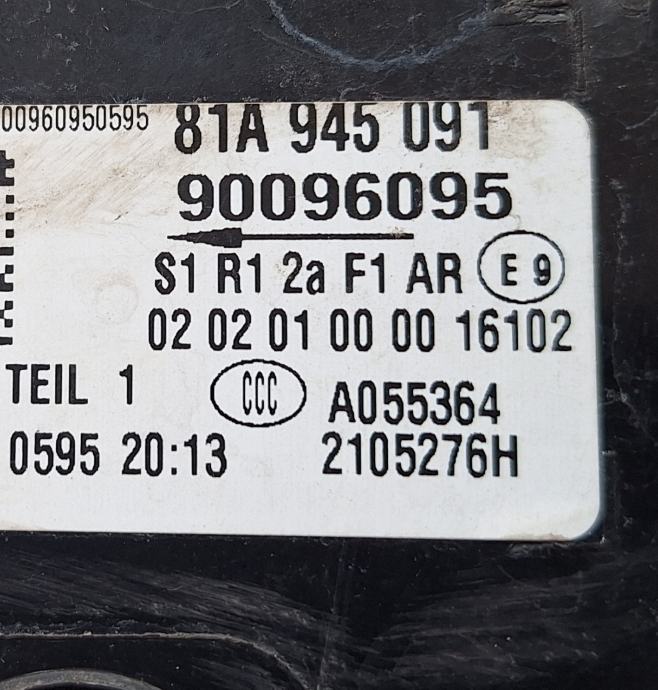 00960950595 81A 945 091
90096095
S1 R1 2a F1 AR E 9
02 02 01 00 00 16102
TEIL 1 CCC A055364
0595 20:13 2105276H